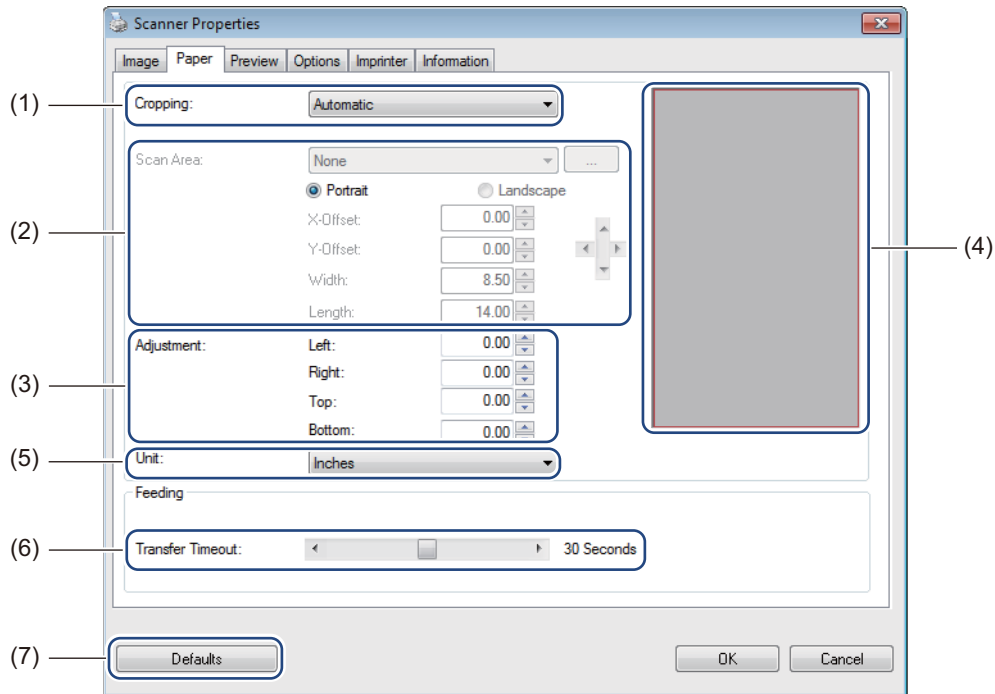 Scanner Properties
Image Paper Preview Options Imprinter Information
(1) Cropping: Automatic
(2) Scan Area: None ...
Portrait Landscape
X-Offset: 0.00
Y-Offset: 0.00
Width: 8.50
Length: 14.00
(4)
(3) Adjustment: Left: 0.00
Right: 0.00
Top: 0.00
Bottom: 0.00
(5) Unit: Inches
Feeding
(6) Transfer Timeout: 30 Seconds
(7) Defaults OK Cancel